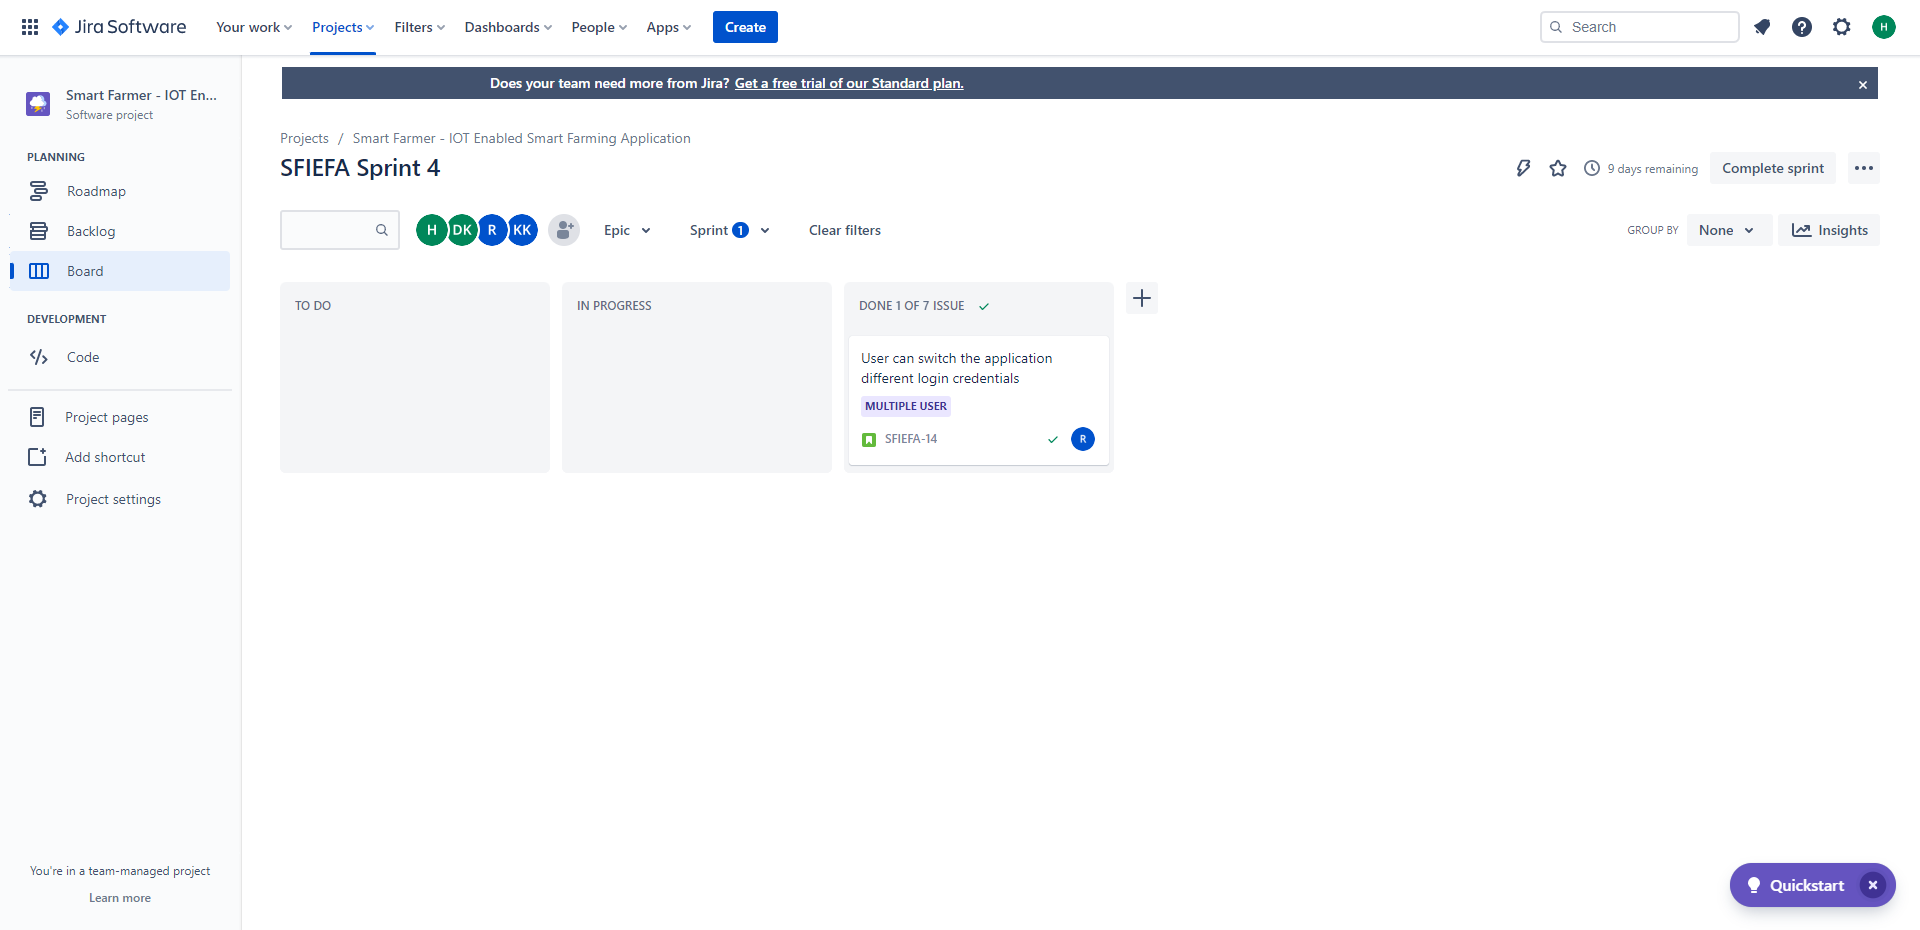 Jira Software
Your work
Projects
Filters
Dashboards
People
Apps
Create
Search
H
Smart Farmer - IOT En...
Software project
PLANNING
Roadmap
Backlog
Board
DEVELOPMENT
Code
Project pages
Add shortcut
Project settings
You're in a team-managed project
Learn more
Does your team need more from Jira? Get a free trial of our Standard plan.
Projects / Smart Farmer - IOT Enabled Smart Farming Application
SFIEFA Sprint 4
9 days remaining
Complete sprint
H DK R KK
Epic
Sprint 1
Clear filters
GROUP BY
None
Insights
TO DO
IN PROGRESS
DONE 1 OF 7 ISSUE
User can switch the application
different login credentials
MULTIPLE USER
SFIEFA-14
R
Quickstart